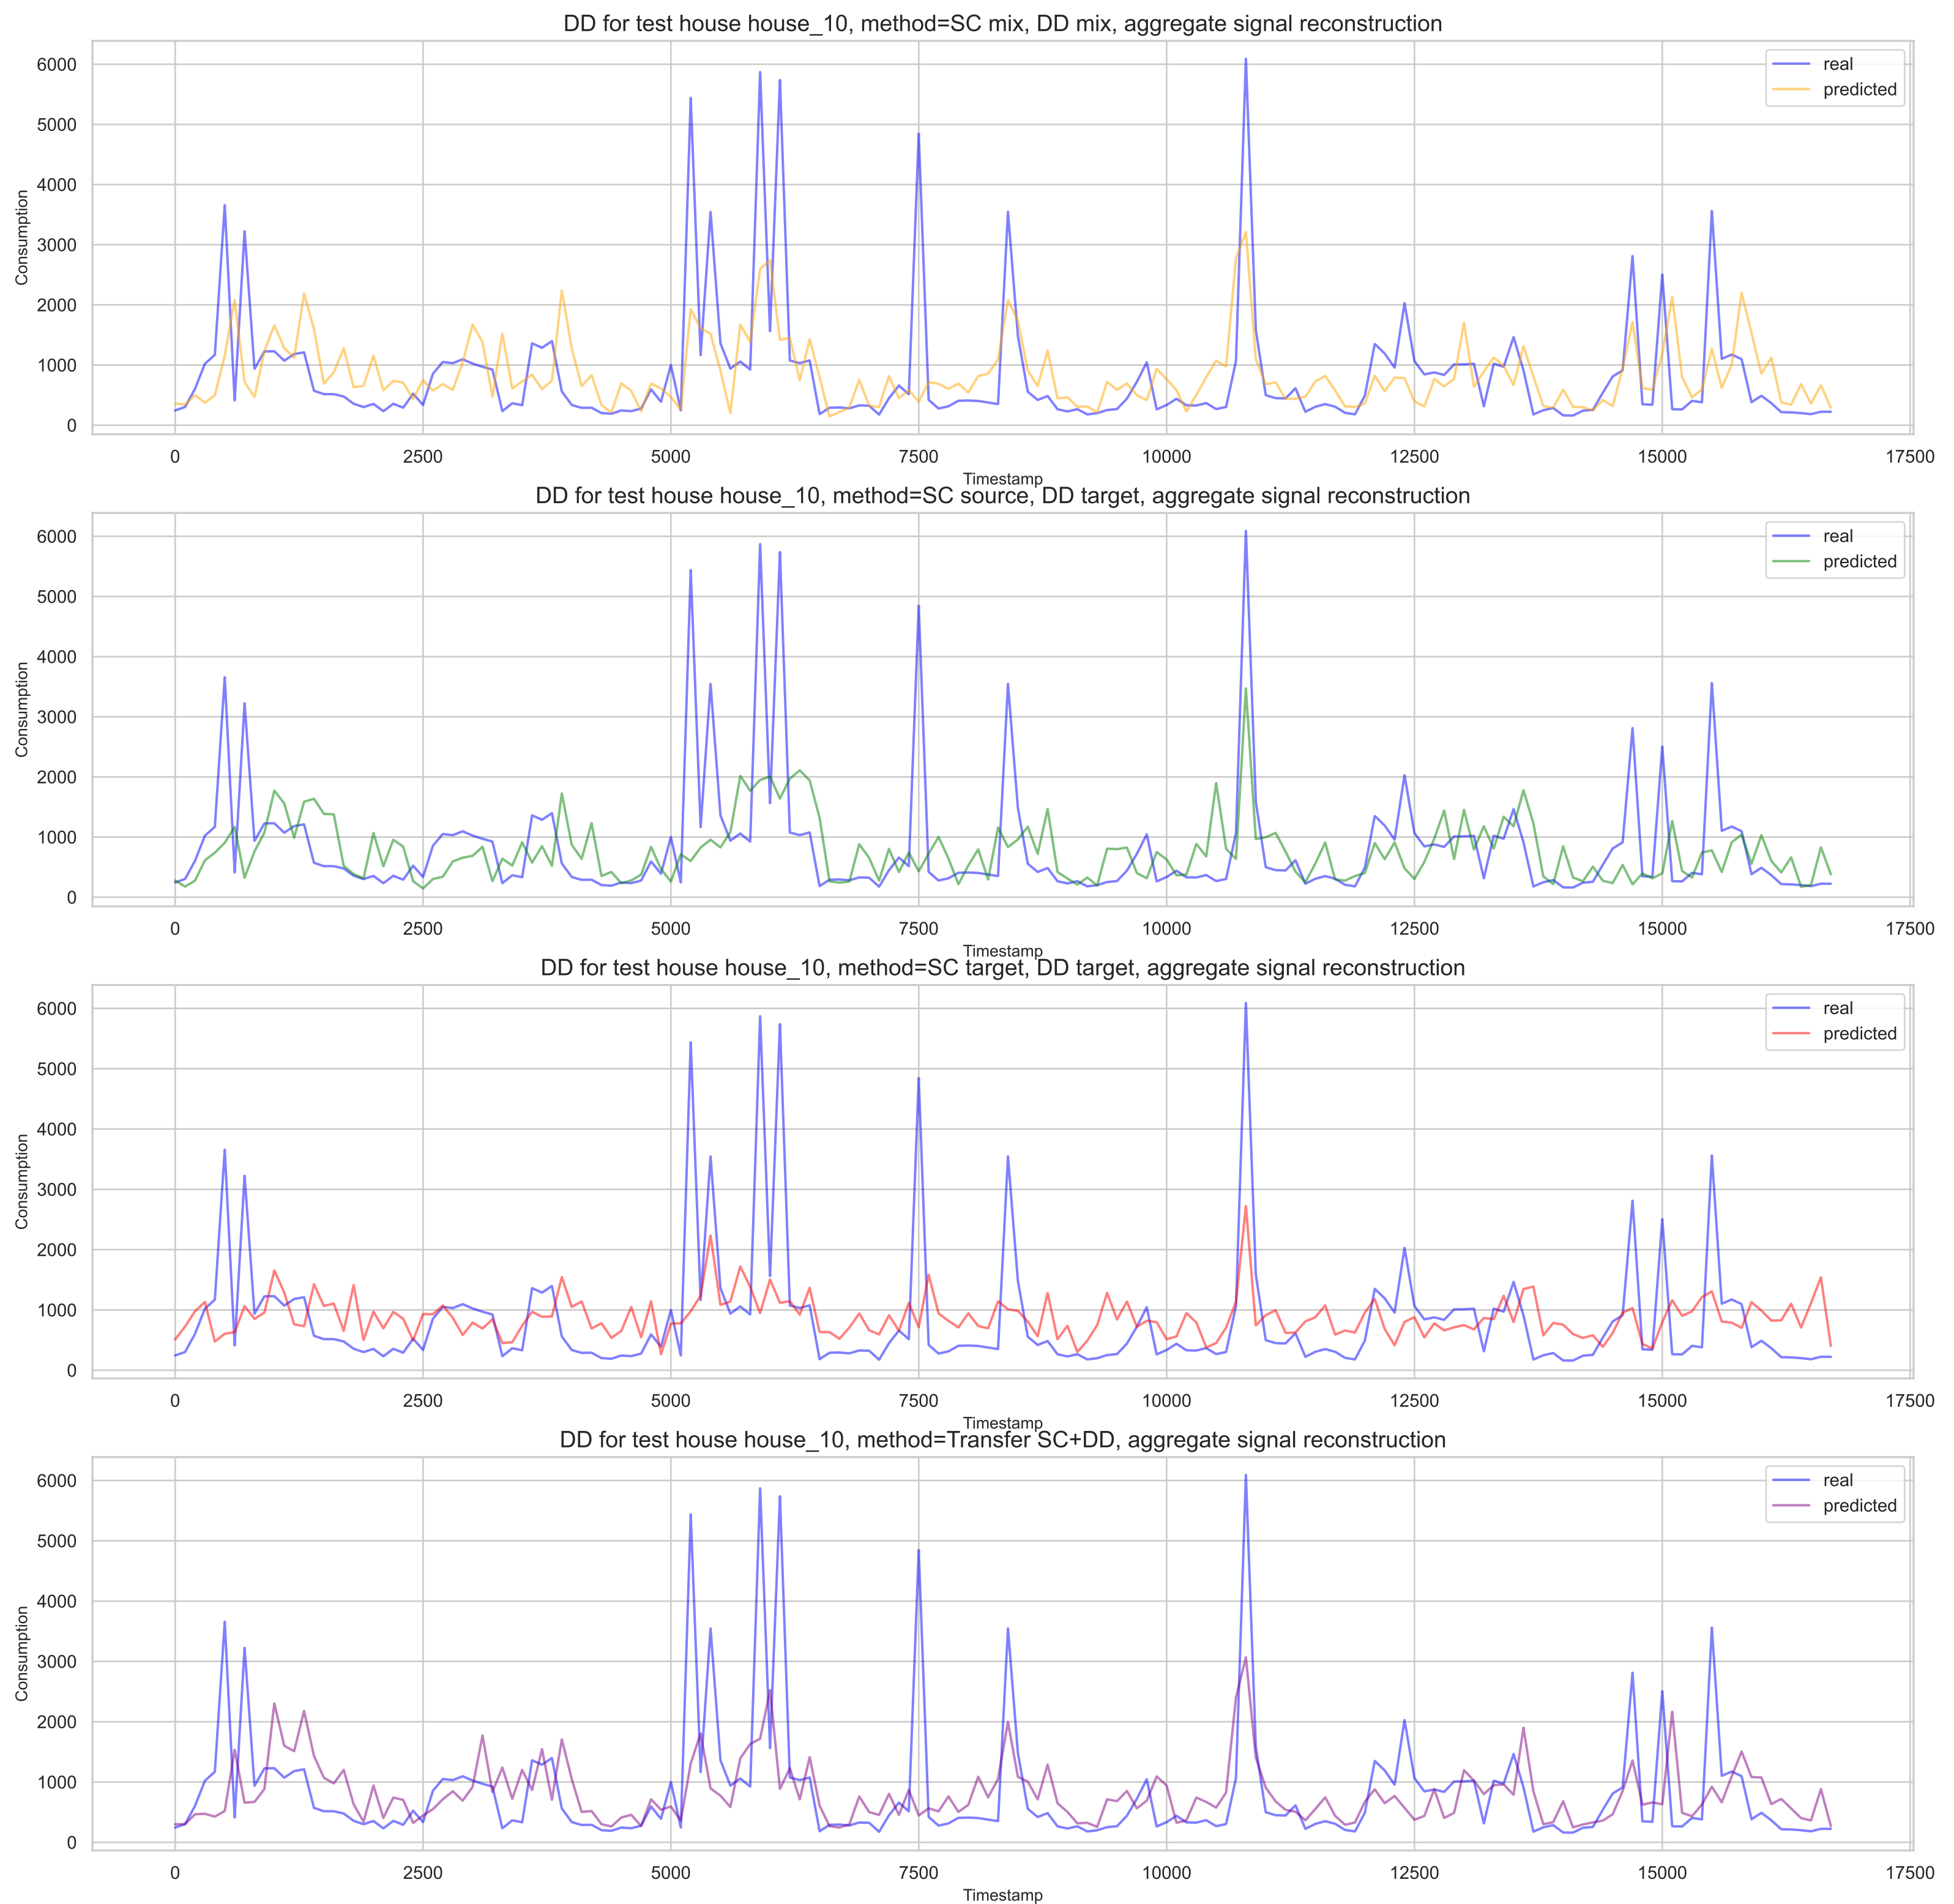 DD for test house house_10, method=SC mix, DD mix, aggregate signal reconstruction
real
predicted
6000
5000
4000
3000
2000
1000
0
Consumption
0 2500 5000 7500 10000 12500 15000 17500
Timestamp
DD for test house house_10, method=SC source, DD target, aggregate signal reconstruction
real
predicted
6000
5000
4000
3000
2000
1000
0
Consumption
0 2500 5000 7500 10000 12500 15000 17500
Timestamp
DD for test house house_10, method=SC target, DD target, aggregate signal reconstruction
real
predicted
6000
5000
4000
3000
2000
1000
0
Consumption
0 2500 5000 7500 10000 12500 15000 17500
Timestamp
DD for test house house_10, method=Transfer SC+DD, aggregate signal reconstruction
real
predicted
6000
5000
4000
3000
2000
1000
0
Consumption
0 2500 5000 7500 10000 12500 15000 17500
Timestamp